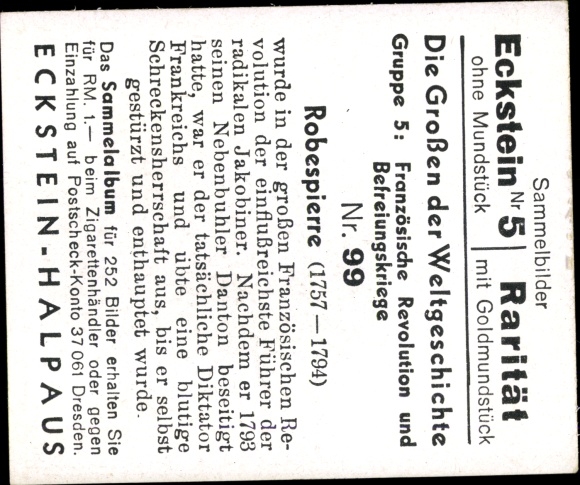 Sammelbilder
Eckstein Nr 5 | Rarität
ohne Mundstück | mit Goldmundstück
Die Großen der Weltgeschichte
Gruppe 5: Französische Revolution und
Befreiungskriege
Nr. 99
Robespierre (1757—1794)
wurde in der großen Französischen Re-
volution der einflußreichste Führer der
radikalen Jakobiner. Nachdem er 1793
seinen Nebenbuhler Danton beseitigt
hatte, war er der tatsächliche Diktator
Frankreichs und übte eine blutige
Schreckensherrschaft aus, bis er selbst
gestürzt und enthauptet wurde.
Das Sammelalbum für 252 Bilder erhalten Sie
für RM. 1.— beim Zigarettenhändler oder gegen
Einzahlung auf Postscheck-Konto 37 061 Dresden.
ECKSTEIN-HALPAUS